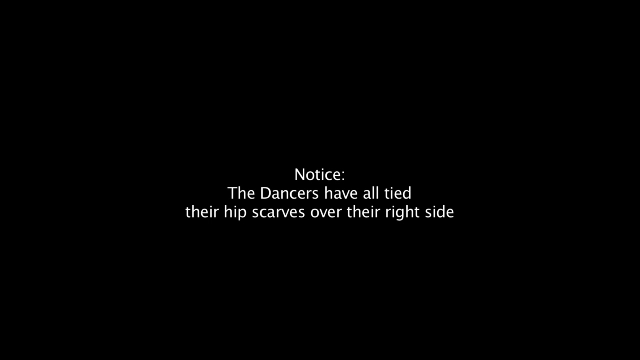 Notice:
The Dancers have all tied
their hip scarves over their right side